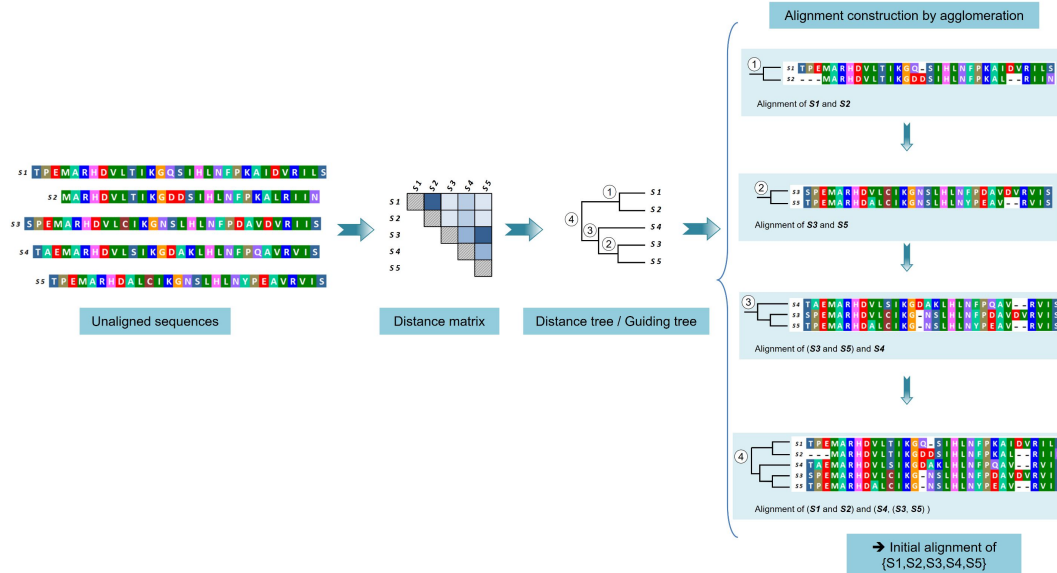 Alignment construction by agglomeration
1
S1 TPEMARHDVLTIKGQ-SIHLNFPKAIDVRILS
S2 ---MARHDVLTIKGDDSIHLNFPKAL--RIIN
Alignment of S1 and S2
S1 TPEMARHDVLTIKGQSIHLNFPKAIDVRILS
S2 MARHDVLTIKGDDSIHLNFPKALRIIN
S3 SPEMARHDVLCIKGNSLHLNFPDAVDVRIIS
S4 TAEMARHDVLSIKGDAKLHLNFPQAVRVIS
S5 TPEMARHDALCIKGNSLHLNYPEAVRVIS
Unaligned sequences
S1 S2 S3 S4 S5
S1
S2
S3
S4
S5
Distance matrix
1 S1
S2
4 3 S4
2 S3
S5
Distance tree / Guiding tree
2
S3 SPEMARHDVLCIKGNSLHLNFPDAVDVRVIS
S5 TPEMARHDALCIKGNSLHLNYPEAV--RVIS
Alignment of S3 and S5
3
S4 TAEMARHDVLSIKGDAKLHLNFPQAV--RVIS
S3 SPEMARHDVLCIKG-NSLHLNFPDAVDVRVIS
S5 TPEMARHDALCIKG-NSLHLNYPEAV--RVIS
Alignment of (S3 and S5) and S4
4
S1 TPEMARHDVLTIKGQ-SIHLNFPKAIDVRIL
S2 ---MARHDVLTIKGDDSIHLNFPKAL--RII
S4 TAEMARHDVLSIKGDAKLHLNFPQAV--RVI
S3 SPEMARHDVLCIKG-NSLHLNFPDAVDVRVI
S5 TPEMARHDALCIKG-NSLHLNYPEAV--RVIS
Alignment of (S1 and S2) and (S4, (S3, S5) )
➔ Initial alignment of
{S1,S2,S3,S4,S5}